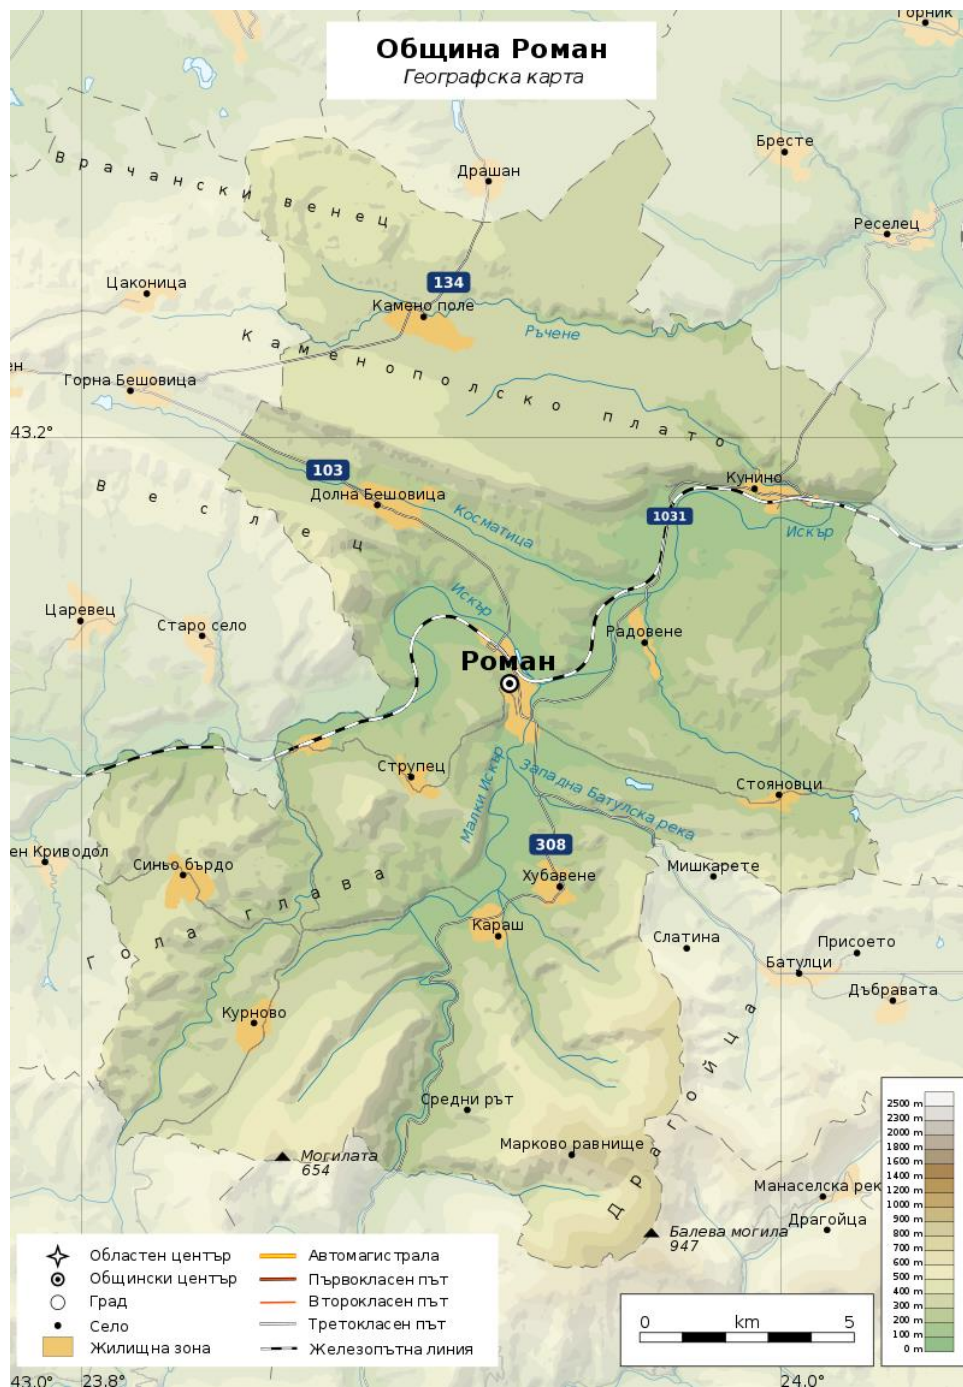 Община Роман
Географска карта
Горник
Бресте
Драшан
Врачански венец
Реселец
Цаконица
134
Камено поле
Ръчене
Каменополско плато
ен
Горна Бешовица
43.2°
103
Долна Бешовица
Косматица
Кунино
1031
Искър
Веслец
Искър
Царевец
Старо село
Радовене
Роман
Струпец
Малки Искър
Западна Батулска река
Стояновци
308
ен Криводол
Синьо бърдо
Хубавене
Мишкарете
Гола глава
Караш
Слатина
Присоето
Батулци
Дъбравата
Курново
Драгойца
Средни рът
Марково равнище
Могилата
654
Манаселска рек
Драгойца
Балева могила
947
2500 m
2300 m
2000 m
1800 m
1600 m
1400 m
1200 m
1000 m
900 m
800 m
700 m
600 m
500 m
400 m
300 m
200 m
100 m
0 m
Областен център
Общински център
Град
Село
Жилищна зона
Автомагистрала
Първокласен път
Второкласен път
Третокласен път
Железопътна линия
0 km 5
43.0° 23.8° 24.0°